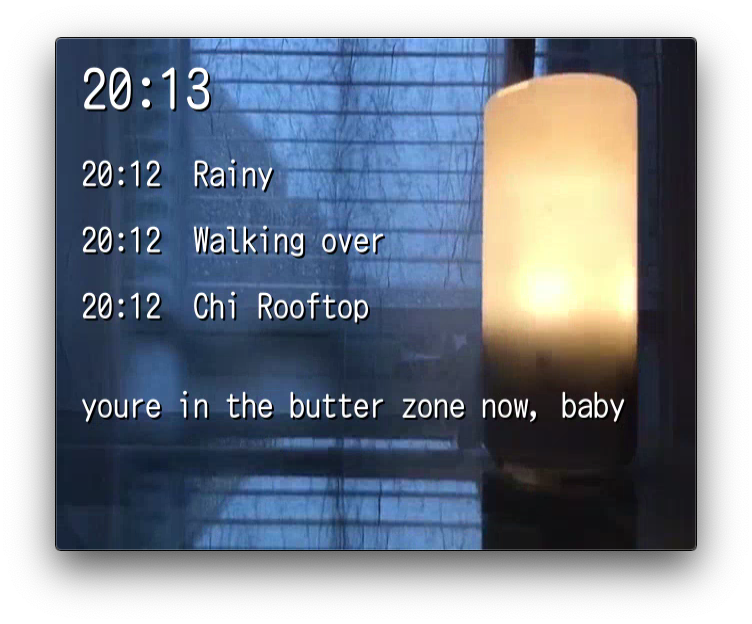 20:13
20:12 Rainy
20:12 Walking over
20:12 Chi Rooftop
youre in the butter zone now, baby